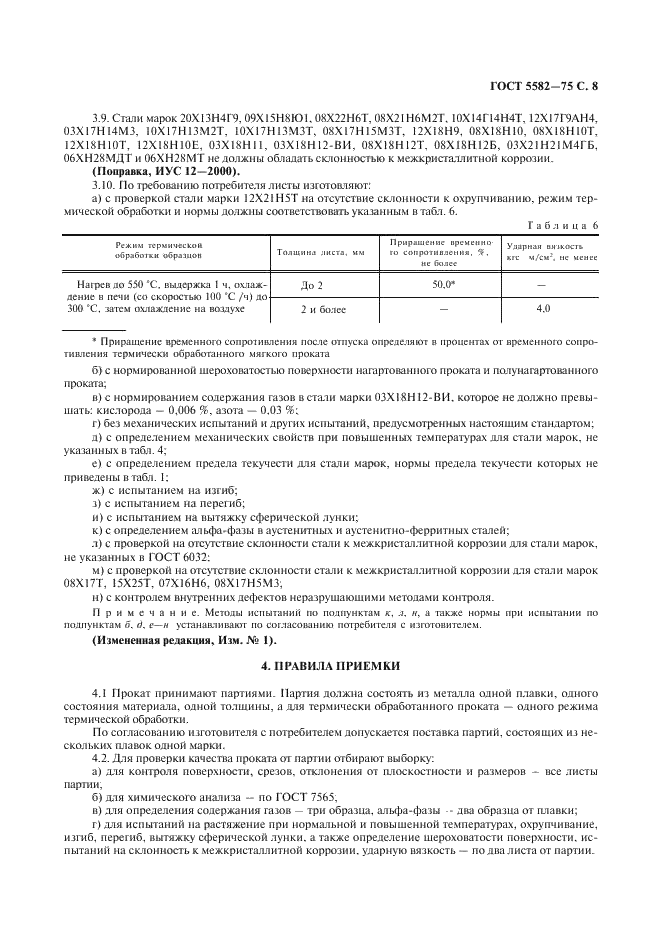 ГОСТ 5582—75 С. 8
3.9. Стали марок 20Х13Н4Г9, 09Х15Н8Ю1, 08Х22Н6Т, 08Х21Н6М2Т, 10Х14Г14Н4Т, 12Х17Г9АН4,
03Х17Н14М3, 10Х17Н13М2Т, 10Х17Н13М3Т, 08Х17Н15М3Т, 12Х18Н9, 08Х18Н10, 08Х18Н10Т,
12Х18Н10Т, 12Х18Н10Е, 03Х18Н11, 03Х18Н12-ВИ, 08Х18Н12Т, 08Х18Н12Б, 03Х21Н21М4ГБ,
06ХН28МДТ и 06ХН28МТ не должны обладать склонностью к межкристаллитной коррозии.
(Поправка, ИУС 12—2000).
3.10. По требованию потребителя листы изготовляют:
а) с проверкой стали марки 12Х21Н5Т на отсутствие склонности к охрупчиванию, режим тер-
мической обработки и нормы должны соответствовать указанным в табл. 6.
Таблица 6
Режим термической
обработки образцов
Толщина листа, мм
Приращение временно-
го сопротивления, %,
не более
Ударная вязкость
кгс м/см², не менее
Нагрев до 550 °С, выдержка 1 ч, охлаж-
дение в печи (со скоростью 100 °С /ч) до
300 °С, затем охлаждение на воздухе
До 2
50,0*
—
2 и более
—
4,0
* Приращение временного сопротивления после отпуска определяют в процентах от временного сопро-
тивления термически обработанного мягкого проката
б) с нормированной шероховатостью поверхности нагартованного проката и полунагартованного
проката;
в) с нормированием содержания газов в стали марки 03Х18Н12-ВИ, которое не должно превы-
шать: кислорода — 0,006 %, азота — 0,03 %;
г) без механических испытаний и других испытаний, предусмотренных настоящим стандартом;
д) с определением механических свойств при повышенных температурах для стали марок, не
указанных в табл. 4;
е) с определением предела текучести для стали марок, нормы предела текучести которых не
приведены в табл. 1;
ж) с испытанием на изгиб;
з) с испытанием на перегиб;
и) с испытанием на вытяжку сферической лунки;
к) с определением альфа-фазы в аустенитных и аустенитно-ферритных сталей;
л) с проверкой на отсутствие склонности стали к межкристаллитной коррозии для стали марок,
не указанных в ГОСТ 6032;
м) с проверкой на отсутствие склонности стали к межкристаллитной коррозии для стали марок
08Х17Т, 15Х25Т, 07Х16Н6, 08Х17Н5М3;
н) с контролем внутренних дефектов неразрушающими методами контроля.
Примечание. Методы испытаний по подпунктам к, л, н, а также нормы при испытании по
подпунктам б, д, е—н устанавливают по согласованию потребителя с изготовителем.
(Измененная редакция, Изм. № 1).
4. ПРАВИЛА ПРИЕМКИ
4.1 Прокат принимают партиями. Партия должна состоять из металла одной плавки, одного
состояния материала, одной толщины, а для термически обработанного проката — одного режима
термической обработки.
По согласованию изготовителя с потребителем допускается поставка партий, состоящих из не-
скольких плавок одной марки.
4.2. Для проверки качества проката от партии отбирают выборку:
а) для контроля поверхности, срезов, отклонения от плоскостности и размеров — все листы
партии;
б) для химического анализа — по ГОСТ 7565;
в) для определения содержания газов — три образца, альфа-фазы -- два образца от плавки;
г) для испытаний на растяжение при нормальной и повышенной температурах, охрупчивание,
изгиб, перегиб, вытяжку сферической лунки, а также определение шероховатости поверхности, ис-
пытаний на склонность к межкристаллитной коррозии, ударную вязкость — по два листа от партии.